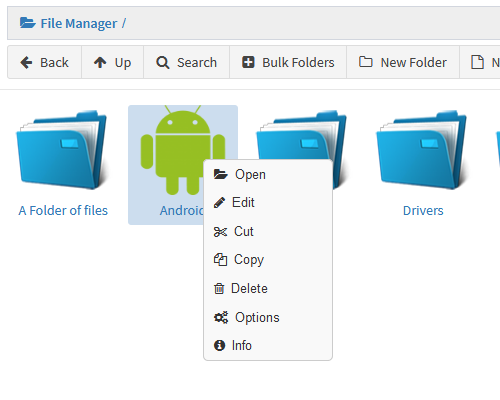 File Manager /
Back Up Search Bulk Folders New Folder
A Folder of files Android Drivers
Open
Edit
Cut
Copy
Delete
Options
Info